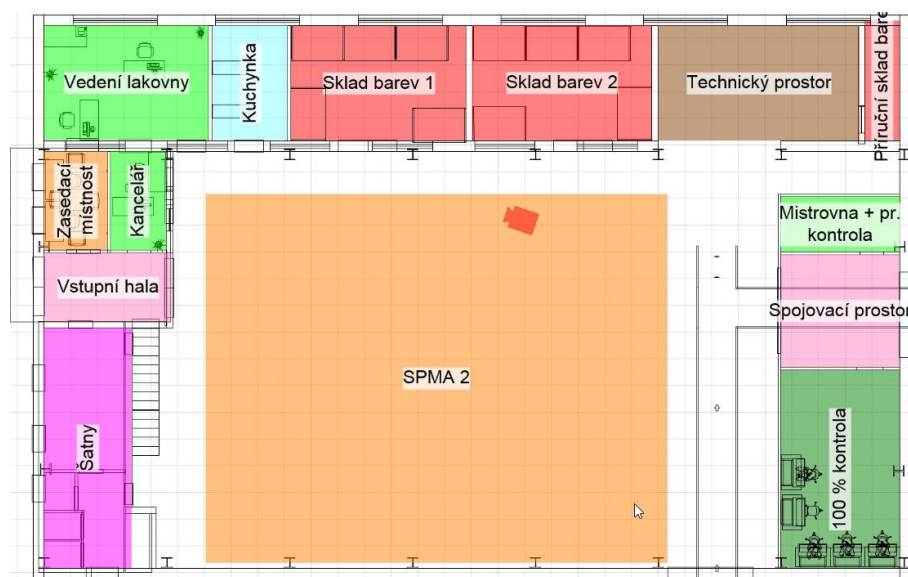 Vedení lakovny
Kuchynka
Sklad barev 1
Sklad barev 2
Technický prostor
Příruční sklad bare
Zasedací
místnost
Kancelář
Mistrovna + pr.
kontrola
Vstupní hala
Spojovací prostor
SPMA 2
Šatny
100 % kontrola